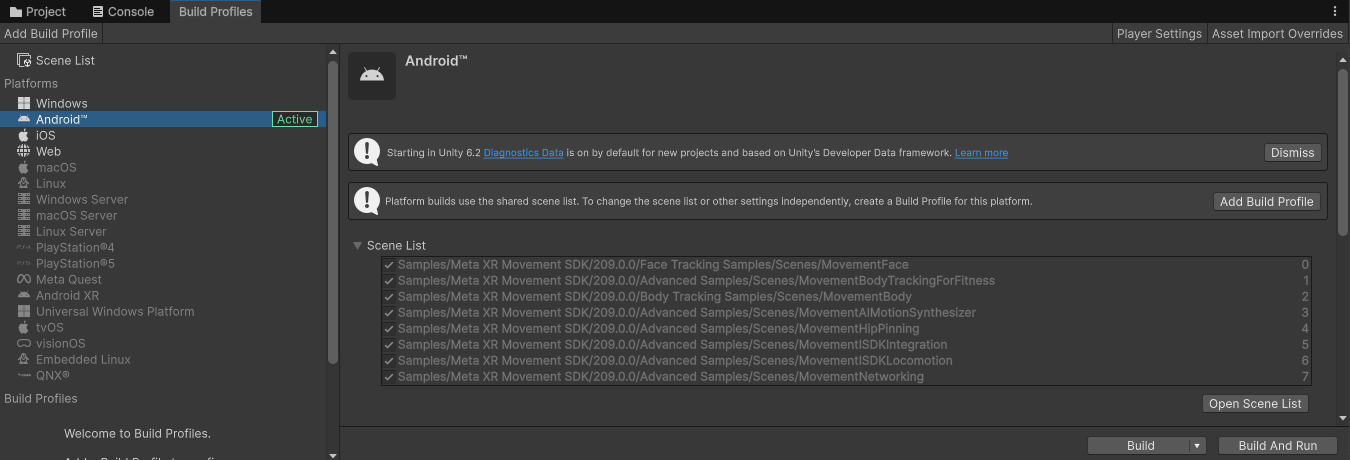 Project Console Build Profiles
Add Build Profile Player Settings Asset Import Overrides
Scene List
Platforms
Windows
Android™ Active
iOS
Web
macOS
Linux
Windows Server
macOS Server
Linux Server
PlayStation®4
PlayStation®5
Meta Quest
Android XR
Universal Windows Platform
tvOS
visionOS
Embedded Linux
QNX®
Build Profiles
Welcome to Build Profiles.
Android™
Starting in Unity 6.2 Diagnostics Data is on by default for new projects and based on Unity's Developer Data framework. Learn more Dismiss
Platform builds use the shared scene list. To change the scene list or other settings independently, create a Build Profile for this platform. Add Build Profile
Scene List
Samples/Meta XR Movement SDK/209.0.0/Face Tracking Samples/Scenes/MovementFace 0
Samples/Meta XR Movement SDK/209.0.0/Advanced Samples/Scenes/MovementBodyTrackingForFitness 1
Samples/Meta XR Movement SDK/209.0.0/Body Tracking Samples/Scenes/MovementBody 2
Samples/Meta XR Movement SDK/209.0.0/Advanced Samples/Scenes/MovementAIMotionSynthesizer 3
Samples/Meta XR Movement SDK/209.0.0/Advanced Samples/Scenes/MovementHipPinning 4
Samples/Meta XR Movement SDK/209.0.0/Advanced Samples/Scenes/MovementISDKIntegration 5
Samples/Meta XR Movement SDK/209.0.0/Advanced Samples/Scenes/MovementISDKLocomotion 6
Samples/Meta XR Movement SDK/209.0.0/Advanced Samples/Scenes/MovementNetworking 7
Open Scene List
Build Build And Run